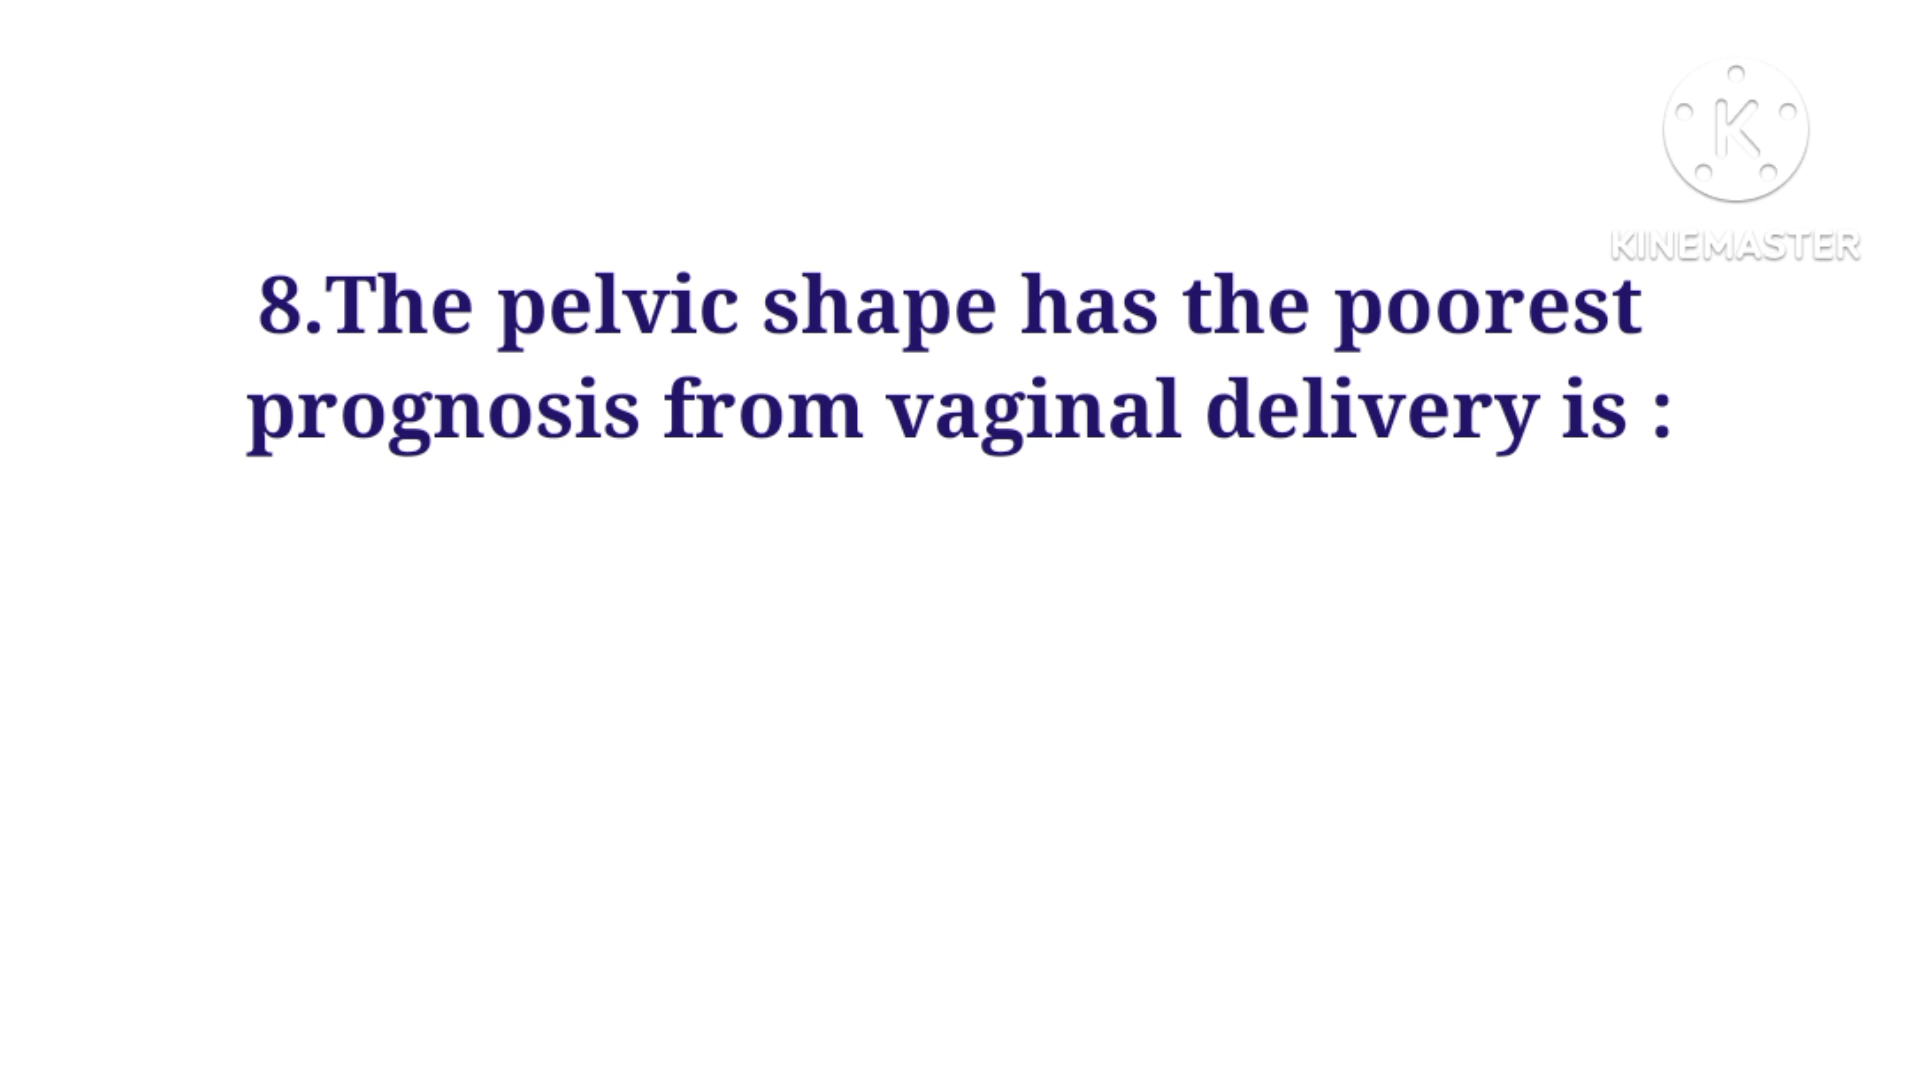 K
KINEMASTER
8.The pelvic shape has the poorest
prognosis from vaginal delivery is :